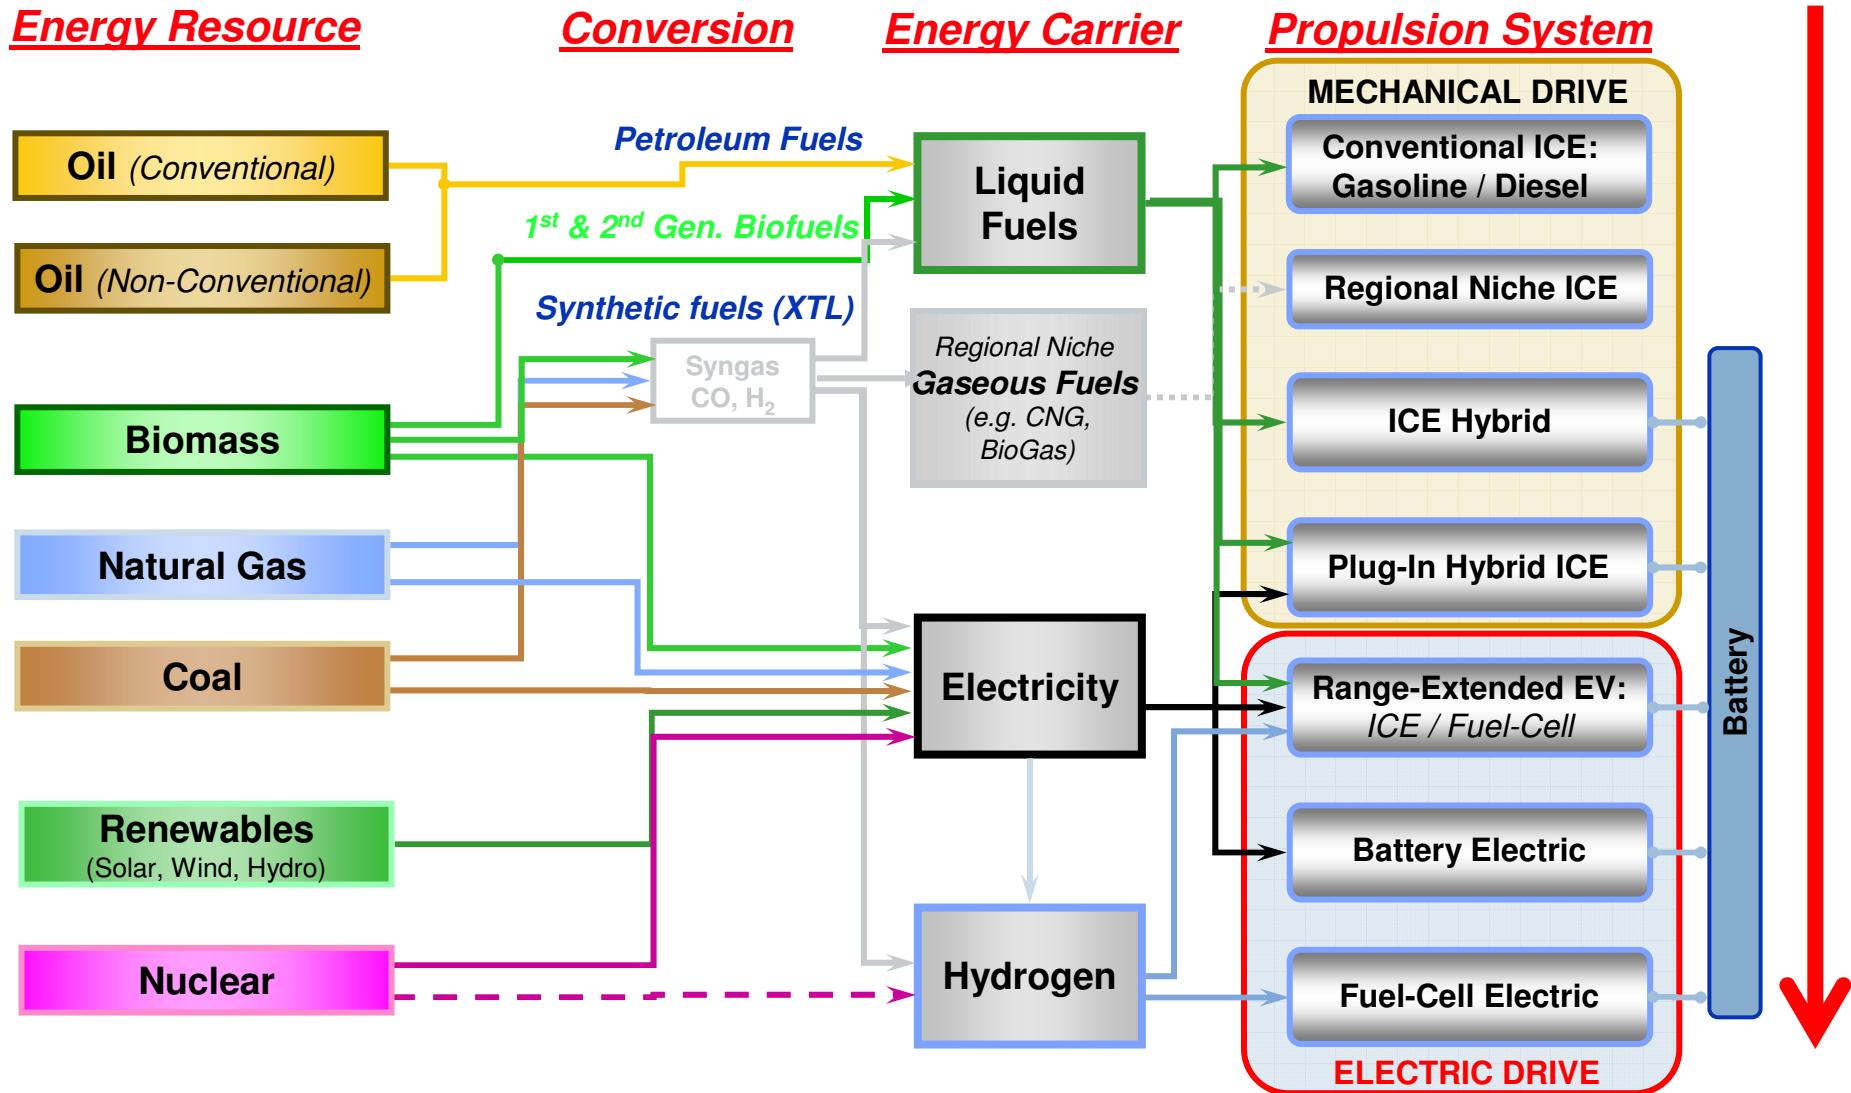 Energy Resource
Conversion
Energy Carrier
Propulsion System
Oil (Conventional)
Oil (Non-Conventional)
Biomass
Natural Gas
Coal
Renewables
(Solar, Wind, Hydro)
Nuclear
Petroleum Fuels
1st & 2nd Gen. Biofuels
Synthetic fuels (XTL)
Syngas
CO, H2
Liquid
Fuels
Regional Niche
Gaseous Fuels
(e.g. CNG,
BioGas)
Electricity
Hydrogen
MECHANICAL DRIVE
Conventional ICE:
Gasoline / Diesel
Regional Niche ICE
ICE Hybrid
Plug-In Hybrid ICE
Range-Extended EV:
ICE / Fuel-Cell
Battery Electric
Fuel-Cell Electric
ELECTRIC DRIVE
Battery